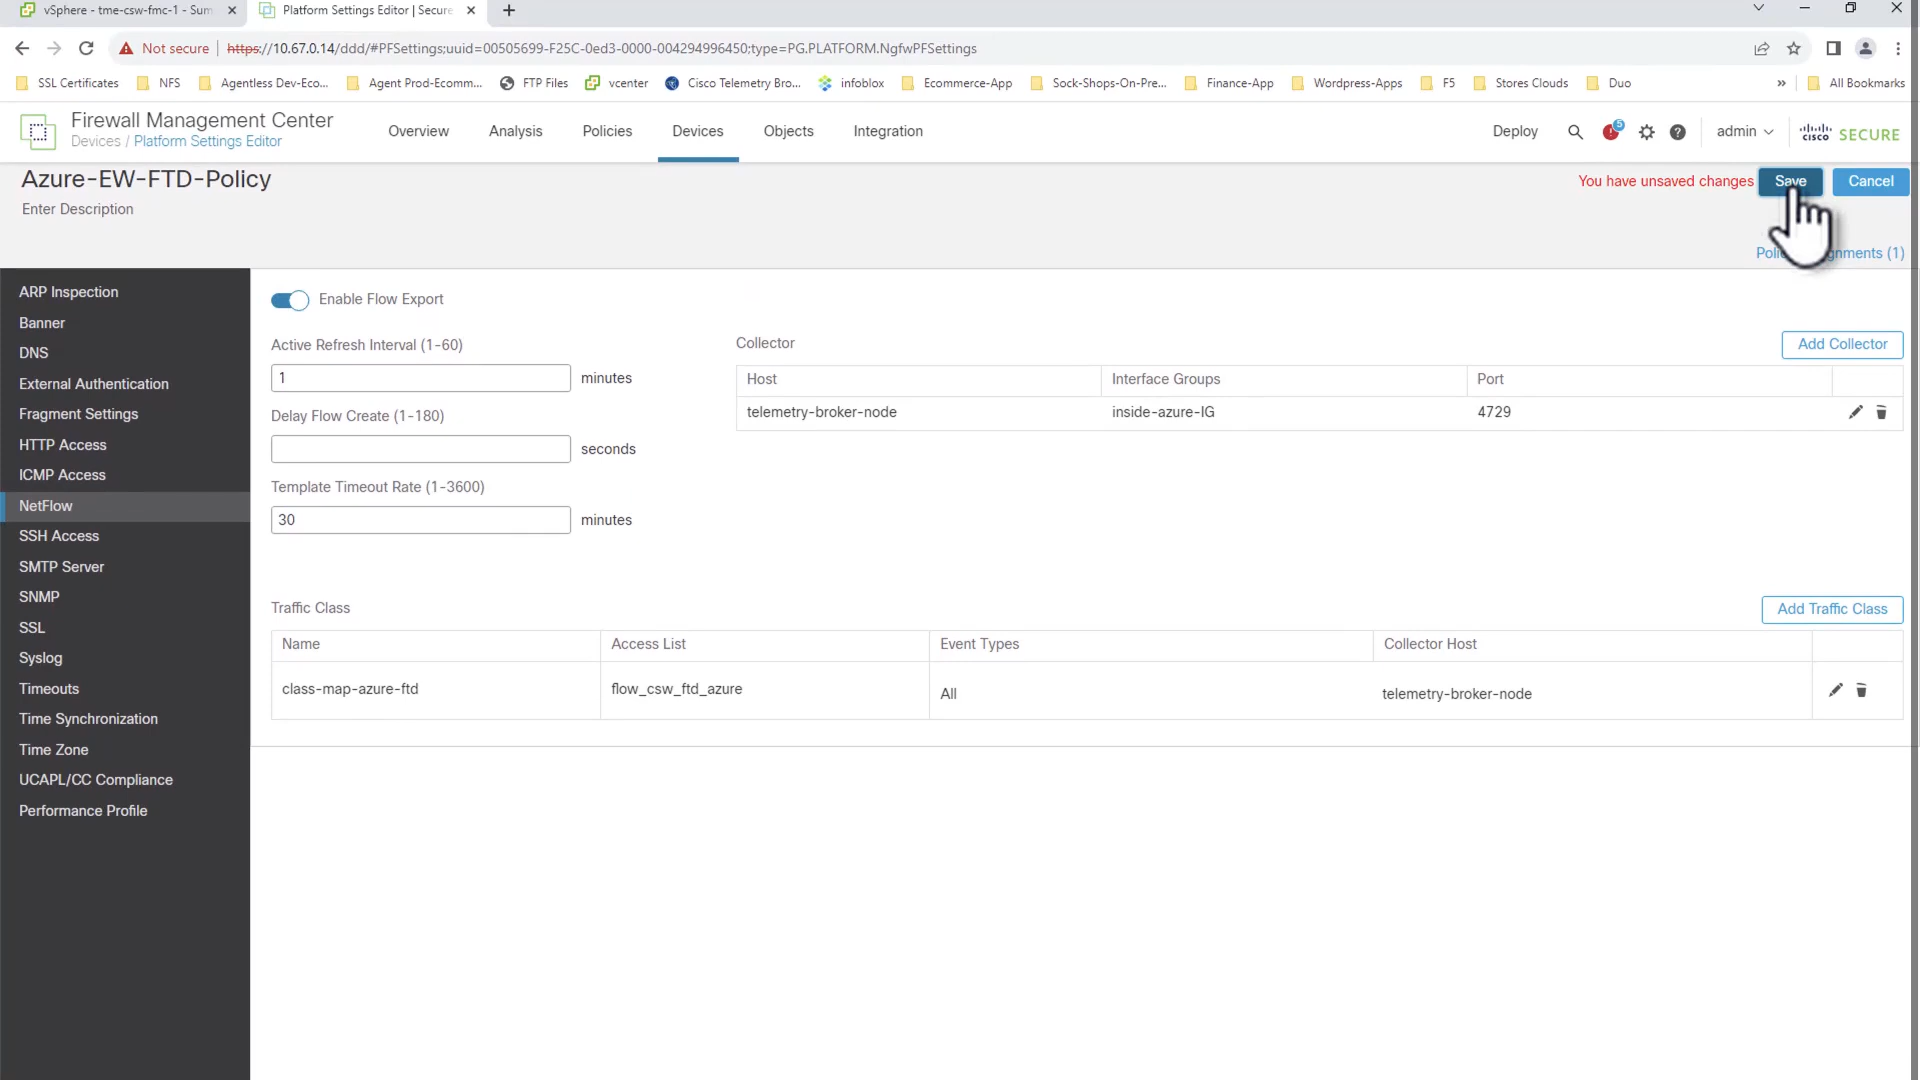 vSphere - tme-csw-fmc-1 - Sum
Platform Settings Editor | Secure
Not secure
https://10.67.0.14/ddd/#PFSettings;uuid=00505699-F25C-0ed3-0000-004294996450;type=PG.PLATFORM.NgfwPFSettings
SSL Certificates
NFS
Agentless Dev-Eco...
Agent Prod-Ecomm...
FTP Files
vcenter
Cisco Telemetry Bro...
infoblox
Ecommerce-App
Sock-Shops-On-Pre...
Finance-App
Wordpress-Apps
F5
Stores Clouds
Duo
»
All Bookmarks
Firewall Management Center
Devices / Platform Settings Editor
Overview
Analysis
Policies
Devices
Objects
Integration
Deploy
5
admin
cisco SECURE
Azure-EW-FTD-Policy
Enter Description
You have unsaved changes
Save
Cancel
(1)
ARP Inspection
Banner
DNS
External Authentication
Fragment Settings
HTTP Access
ICMP Access
NetFlow
SSH Access
SMTP Server
SNMP
SSL
Syslog
Timeouts
Time Synchronization
Time Zone
UCAPL/CC Compliance
Performance Profile
Enable Flow Export
Active Refresh Interval (1-60)
1 minutes
Delay Flow Create (1-180)
seconds
Template Timeout Rate (1-3600)
30 minutes
Collector
Add Collector
Host Interface Groups Port
telemetry-broker-node inside-azure-IG 4729
Traffic Class
Add Traffic Class
Name Access List Event Types Collector Host
class-map-azure-ftd flow_csw_ftd_azure All telemetry-broker-node